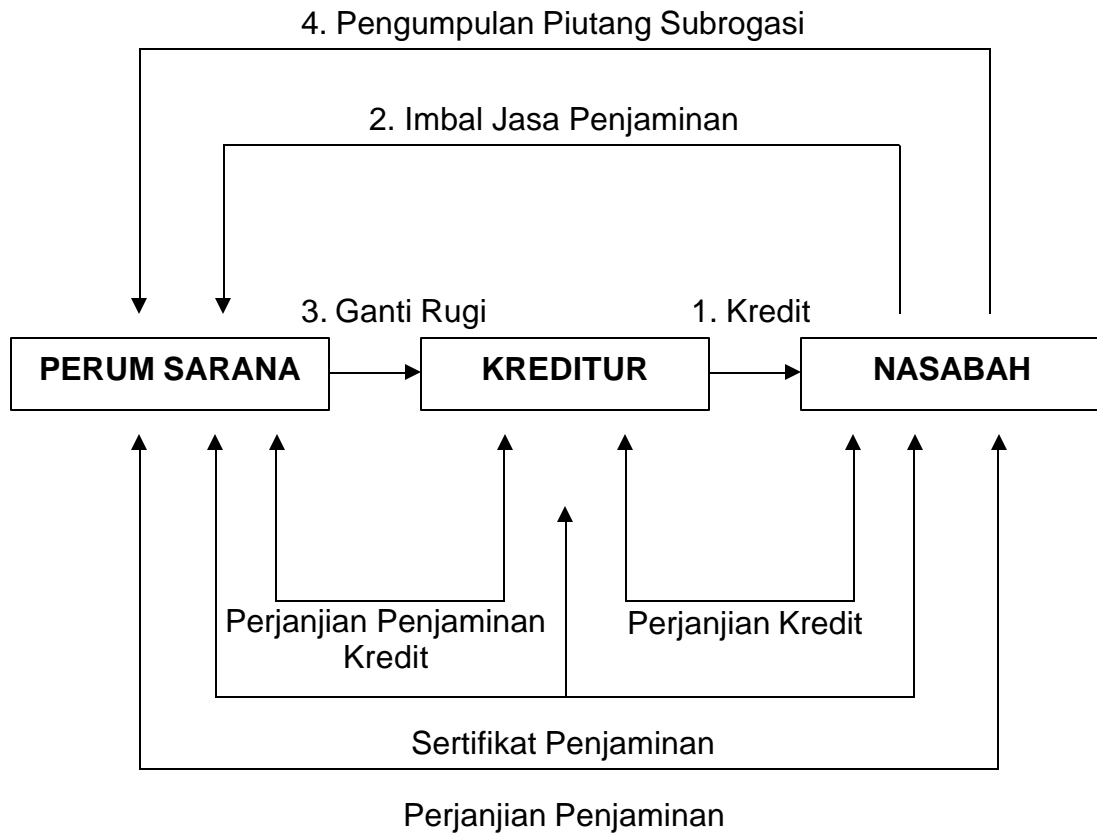 4. Pengumpulan Piutang Subrogasi
2. Imbal Jasa Penjaminan
3. Ganti Rugi
1. Kredit
PERUM SARANA
KREDITUR
NASABAH
Perjanjian Penjaminan
Kredit
Perjanjian Kredit
Sertifikat Penjaminan
Perjanjian Penjaminan